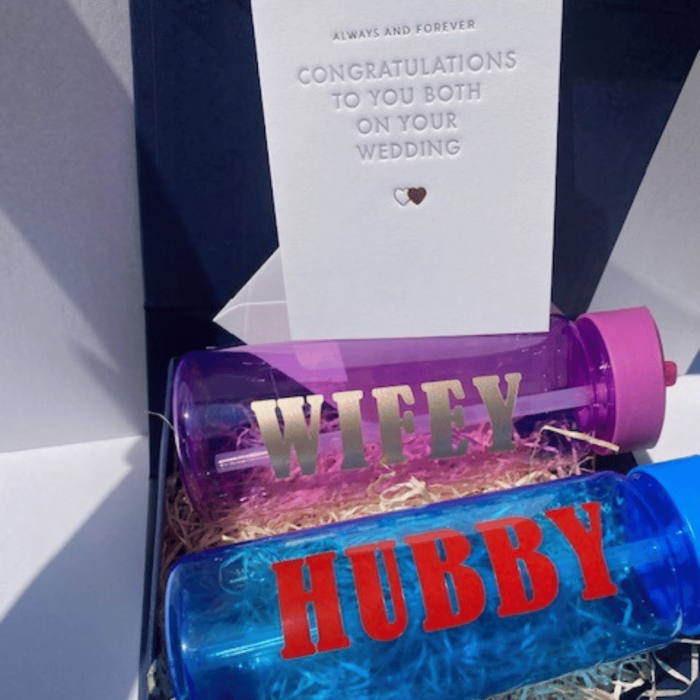 ALWAYS AND FOREVER
CONGRATULATIONS
TO YOU BOTH
ON YOUR
WEDDING
WIFEY
HUBBY